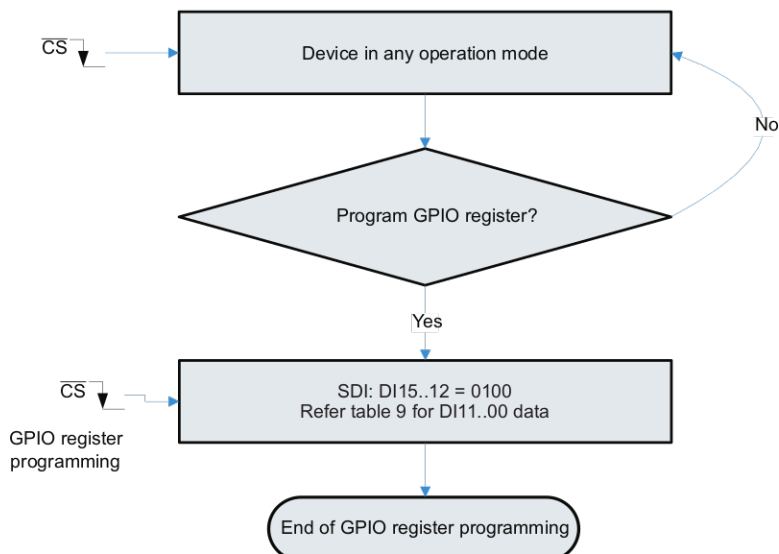 CS
Device in any operation mode
No
Program GPIO register?
Yes
CS
SDI: DI15..12 = 0100
Refer table 9 for DI11..00 data
GPIO register
programming
End of GPIO register programming